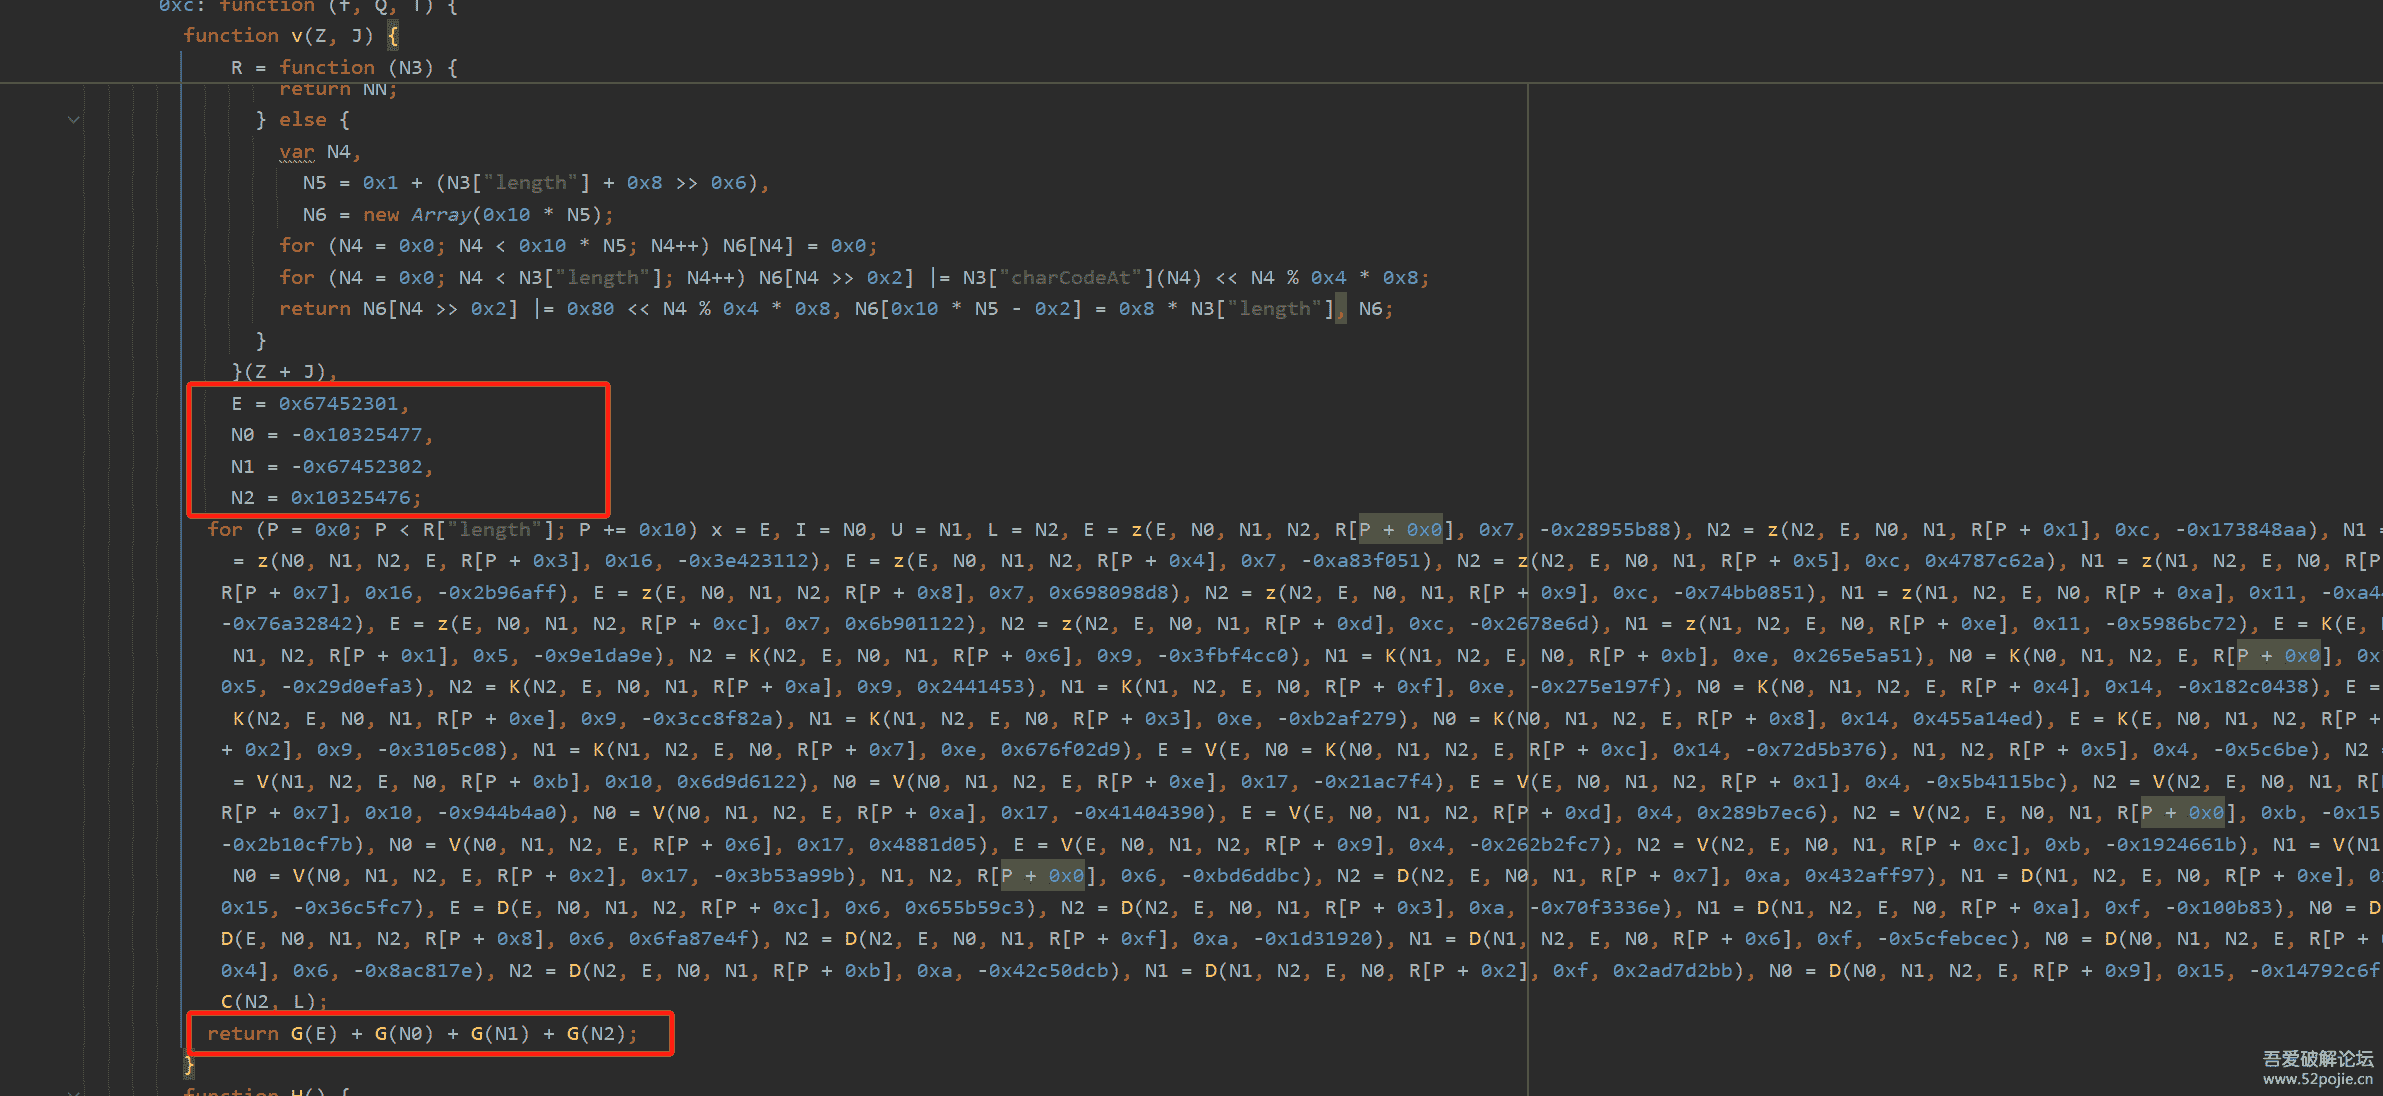 0xc: function (f, Q, T) {
function v(Z, J) {
R = function (N3) {
return NN;
} else {
var N4,
N5 = 0x1 + (N3["length"] + 0x8 >> 0x6),
N6 = new Array(0x10 * N5);
for (N4 = 0x0; N4 < 0x10 * N5; N4++) N6[N4] = 0x0;
for (N4 = 0x0; N4 < N3["length"]; N4++) N6[N4 >> 0x2] |= N3["charCodeAt"](N4) << N4 % 0x4 * 0x8;
return N6[N4 >> 0x2] |= 0x80 << N4 % 0x4 * 0x8, N6[0x10 * N5 - 0x2] = 0x8 * N3["length"], N6;
}
}(Z + J),
E = 0x67452301,
N0 = -0x10325477,
N1 = -0x67452302,
N2 = 0x10325476;
for (P = 0x0; P < R["length"]; P += 0x10) x = E, I = N0, U = N1, L = N2, E = z(E, N0, N1, N2, R[P + 0x0], 0x7, -0x28955b88), N2 = z(N2, E, N0, N1, R[P + 0x1], 0xc, -0x173848aa), N1 =
= z(N0, N1, N2, E, R[P + 0x3], 0x16, -0x3e423112), E = z(E, N0, N1, N2, R[P + 0x4], 0x7, -0xa83f051), N2 = z(N2, E, N0, N1, R[P + 0x5], 0xc, 0x4787c62a), N1 = z(N1, N2, E, N0, R[P
R[P + 0x7], 0x16, -0x2b96aff), E = z(E, N0, N1, N2, R[P + 0x8], 0x7, 0x698098d8), N2 = z(N2, E, N0, N1, R[P + 0x9], 0xc, -0x74bb0851), N1 = z(N1, N2, E, N0, R[P + 0xa], 0x11, -0xa4
-0x76a32842), E = z(E, N0, N1, N2, R[P + 0xc], 0x7, 0x6b901122), N2 = z(N2, E, N0, N1, R[P + 0xd], 0xc, -0x2678e6d), N1 = z(N1, N2, E, N0, R[P + 0xe], 0x11, -0x5986bc72), E = K(E,
N1, N2, R[P + 0x1], 0x5, -0x9e1da9e), N2 = K(N2, E, N0, N1, R[P + 0x6], 0x9, -0x3fbf4cc0), N1 = K(N1, N2, E, N0, R[P + 0xb], 0xe, 0x265e5a51), N0 = K(N0, N1, N2, E, R[P + 0x0], 0x
0x5, -0x29d0efa3), N2 = K(N2, E, N0, N1, R[P + 0xa], 0x9, 0x2441453), N1 = K(N1, N2, E, N0, R[P + 0xf], 0xe, -0x275e197f), N0 = K(N0, N1, N2, E, R[P + 0x4], 0x14, -0x182c0438), E =
K(N2, E, N0, N1, R[P + 0xe], 0x9, -0x3cc8f82a), N1 = K(N1, N2, E, N0, R[P + 0x3], 0xe, -0xb2af279), N0 = K(N0, N1, N2, E, R[P + 0x8], 0x14, 0x455a14ed), E = K(E, N0, N1, N2, R[P +
+ 0x2], 0x9, -0x3105c08), N1 = K(N1, N2, E, N0, R[P + 0x7], 0xe, 0x676f02d9), E = V(E, N0 = K(N0, N1, N2, E, R[P + 0xc], 0x14, -0x72d5b376), N1, N2, R[P + 0x5], 0x4, -0x5c6be), N2 =
= V(N1, N2, E, N0, R[P + 0xb], 0x10, 0x6d9d6122), N0 = V(N0, N1, N2, E, R[P + 0xe], 0x17, -0x21ac7f4), E = V(E, N0, N1, N2, R[P + 0x1], 0x4, -0x5b4115bc), N2 = V(N2, E, N0, N1, R[
R[P + 0x7], 0x10, -0x944b4a0), N0 = V(N0, N1, N2, E, R[P + 0xa], 0x17, -0x41404390), E = V(E, N0, N1, N2, R[P + 0xd], 0x4, 0x289b7ec6), N2 = V(N2, E, N0, N1, R[P + 0x0], 0xb, -0x15
-0x2b10cf7b), N0 = V(N0, N1, N2, E, R[P + 0x6], 0x17, 0x4881d05), E = V(E, N0, N1, N2, R[P + 0x9], 0x4, -0x262b2fc7), N2 = V(N2, E, N0, N1, R[P + 0xc], 0xb, -0x1924661b), N1 = V(N1
N0 = V(N0, N1, N2, E, R[P + 0x2], 0x17, -0x3b53a99b), N1, N2, R[P + 0x0], 0x6, -0xbd6ddbc), N2 = D(N2, E, N0, N1, R[P + 0x7], 0xa, 0x432aff97), N1 = D(N1, N2, E, N0, R[P + 0xe],
0x15, -0x36c5fc7), E = D(E, N0, N1, N2, R[P + 0xc], 0x6, 0x655b59c3), N2 = D(N2, E, N0, N1, R[P + 0x3], 0xa, -0x70f3336e), N1 = D(N1, N2, E, N0, R[P + 0xa], 0xf, -0x100b83), N0 = D
D(E, N0, N1, N2, R[P + 0x8], 0x6, 0x6fa87e4f), N2 = D(N2, E, N0, N1, R[P + 0xf], 0xa, -0x1d31920), N1 = D(N1, N2, E, N0, R[P + 0x6], 0xf, -0x5cfebcec), N0 = D(N0, N1, N2, E, R[P +
0x4], 0x6, -0x8ac817e), N2 = D(N2, E, N0, N1, R[P + 0xb], 0xa, -0x42c50dcb), N1 = D(N1, N2, E, N0, R[P + 0x2], 0xf, 0x2ad7d2bb), N0 = D(N0, N1, N2, E, R[P + 0x9], 0x15, -0x14792c6f
C(N2, L);
return G(E) + G(N0) + G(N1) + G(N2);
}
function H() {
吾爱破解论坛
www.52pojie.cn